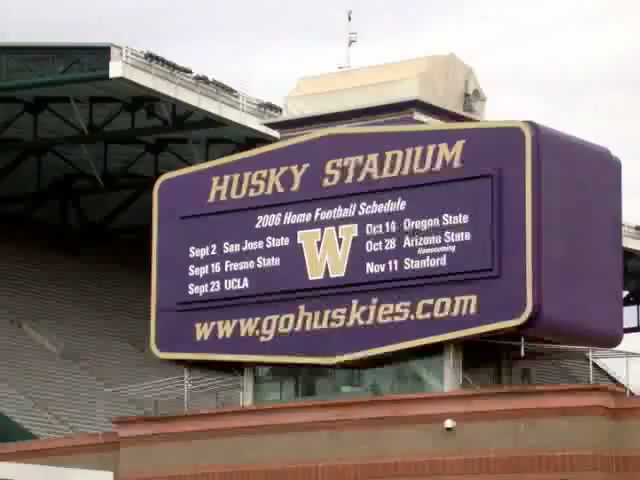 HUSKY STADIUM
2006 Home Football Schedule
Sept 2 San Jose State
Sept 16 Fresno State
Sept 23 UCLA
W
Oct 14 Oregon State
Oct 28 Arizona State
Homecoming
Nov 11 Stanford
www.gohuskies.com